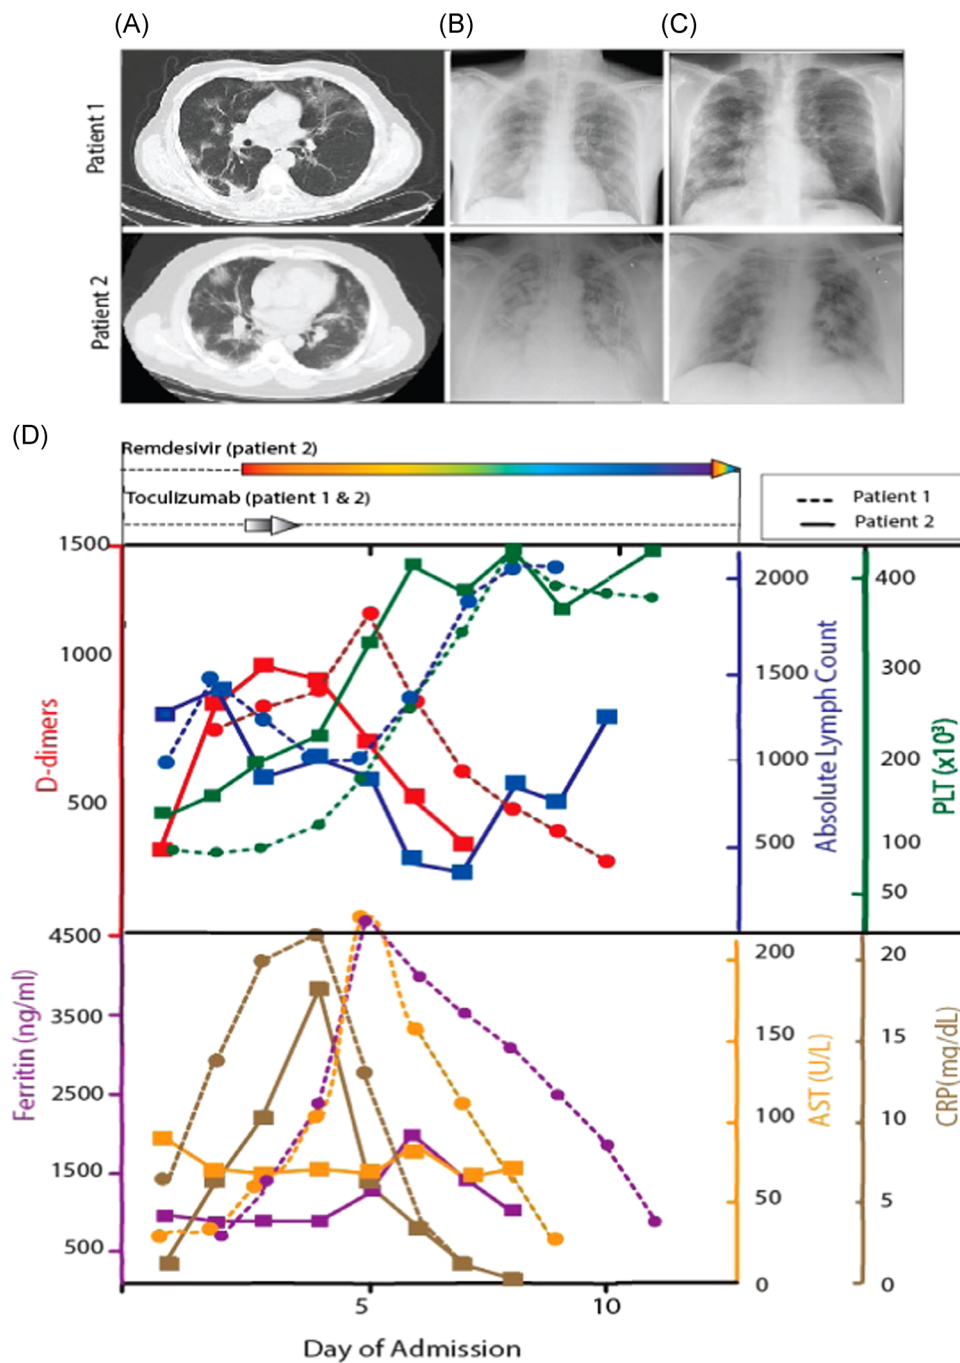 (A) (B) (C)
Patient 1
Patient 2
(D)
Remdesivir (patient 2)
Toculizumab (patient 1 & 2)
Patient 1
Patient 2
1500
1000
500
D-dimers
2000
1500
1000
500
Absolute Lymph Count
400
300
200
100
50
PLT (x10³)
4500
3500
2500
1500
500
Ferritin (ng/ml)
200
150
100
50
0
AST (U/L)
20
15
10
5
0
CRP(mg/dL)
5 10
Day of Admission